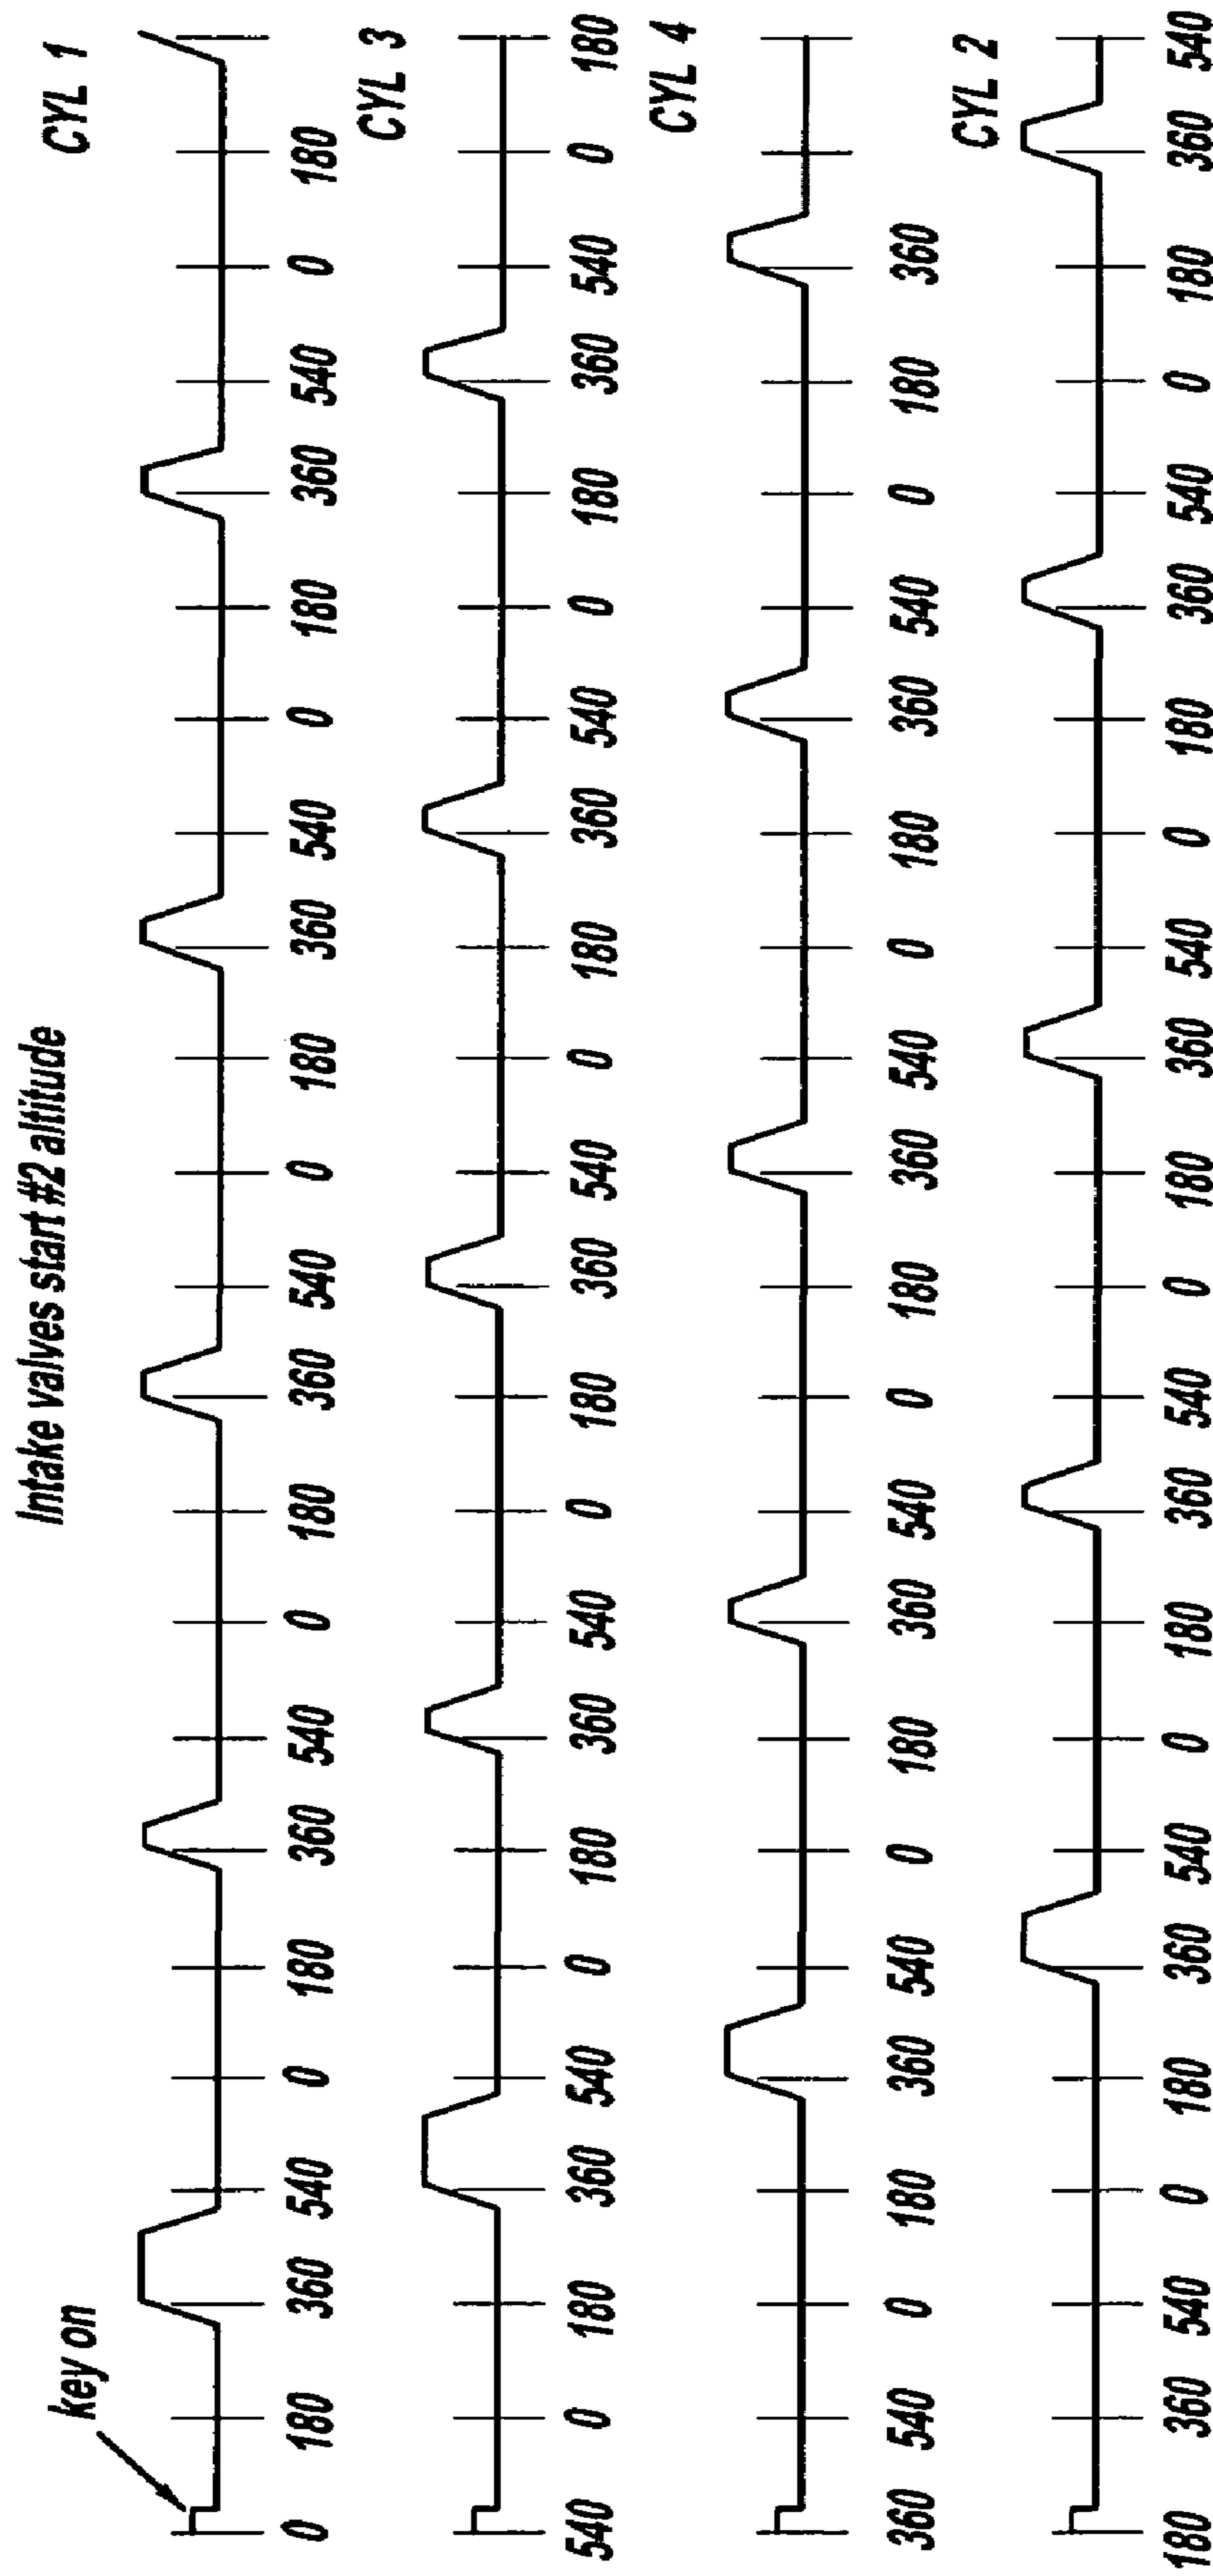 Intake valves start #2 altitude
key on
CYL 1
0 180 360 540 0 180 360 540 0 180 360 540 0 180 360 540 0 180 360 540 0 180
CYL 3
540 0 180 360 540 0 180 360 540 0 180 360 540 0 180 360 540 0 180 360 540 0 180
CYL 4
360 540 0 180 360 540 0 180 360 540 0 180 360 540 0 180 360 540 0 180 360
CYL 2
180 360 540 0 180 360 540 0 180 360 540 0 180 360 540 0 180 360 540 0 180 360 540